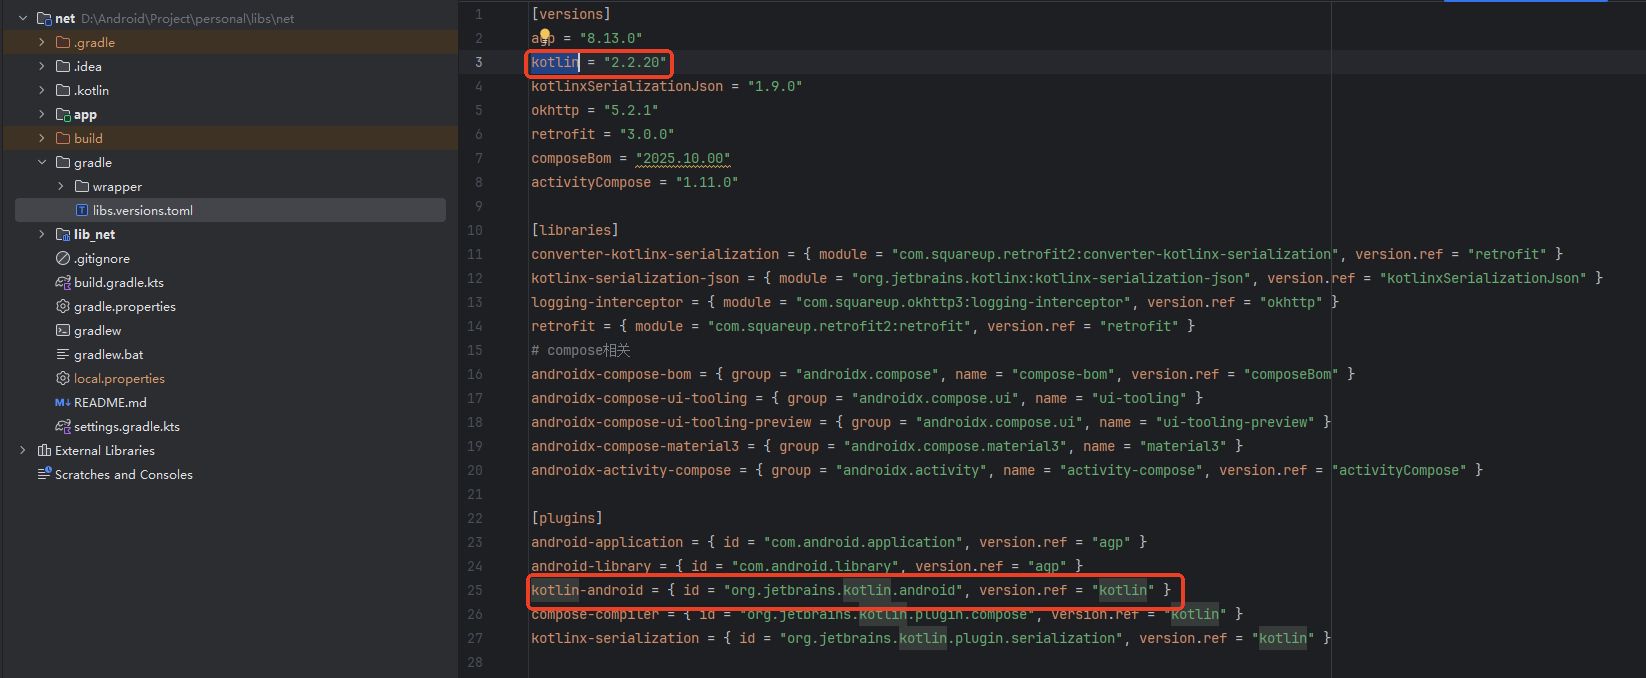 net D:\Android\Project\personal\libs\net
.gradle
.idea
.kotlin
app
build
gradle
wrapper
libs.versions.toml
lib_net
.gitignore
build.gradle.kts
gradle.properties
gradlew
gradlew.bat
local.properties
README.md
settings.gradle.kts
External Libraries
Scratches and Consoles
1 [versions]
2 agp = "8.13.0"
3 kotlin = "2.2.20"
4 kotlinxSerializationJson = "1.9.0"
5 okhttp = "5.2.1"
6 retrofit = "3.0.0"
7 composeBom = "2025.10.00"
8 activityCompose = "1.11.0"
9
10 [libraries]
11 converter-kotlinx-serialization = { module = "com.squareup.retrofit2:converter-kotlinx-serialization", version.ref = "retrofit" }
12 kotlinx-serialization-json = { module = "org.jetbrains.kotlinx:kotlinx-serialization-json", version.ref = "kotlinxSerializationJson" }
13 logging-interceptor = { module = "com.squareup.okhttp3:logging-interceptor", version.ref = "okhttp" }
14 retrofit = { module = "com.squareup.retrofit2:retrofit", version.ref = "retrofit" }
15 # compose相关
16 androidx-compose-bom = { group = "androidx.compose", name = "compose-bom", version.ref = "composeBom" }
17 androidx-compose-ui-tooling = { group = "androidx.compose.ui", name = "ui-tooling" }
18 androidx-compose-ui-tooling-preview = { group = "androidx.compose.ui", name = "ui-tooling-preview" }
19 androidx-compose-material3 = { group = "androidx.compose.material3", name = "material3" }
20 androidx-activity-compose = { group = "androidx.activity", name = "activity-compose", version.ref = "activityCompose" }
21
22 [plugins]
23 android-application = { id = "com.android.application", version.ref = "agp" }
24 android-library = { id = "com.android.library", version.ref = "agp" }
25 kotlin-android = { id = "org.jetbrains.kotlin.android", version.ref = "kotlin" }
26 compose-compiler = { id = "org.jetbrains.kotlin.plugin.compose", version.ref = "kotlin" }
27 kotlinx-serialization = { id = "org.jetbrains.kotlin.plugin.serialization", version.ref = "kotlin" }
28